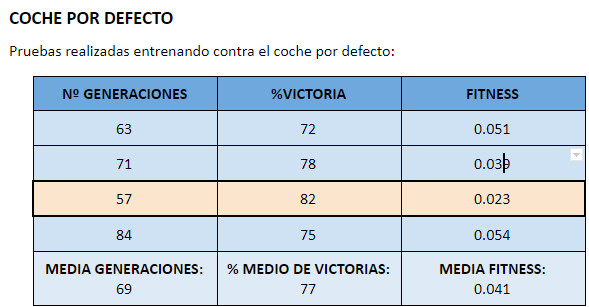 COCHE POR DEFECTO
Pruebas realizadas entrenando contra el coche por defecto:
Nº GENERACIONES %VICTORIA FITNESS
63 72 0.051
71 78 0.039
57 82 0.023
84 75 0.054
MEDIA GENERACIONES: % MEDIO DE VICTORIAS: MEDIA FITNESS:
69 77 0.041